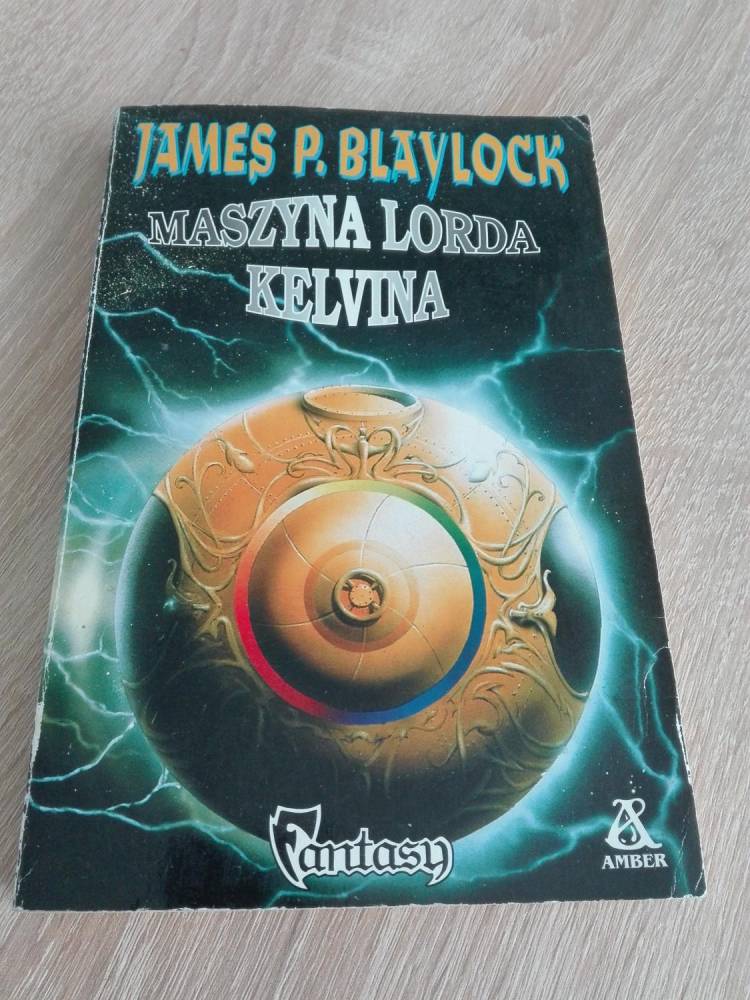 JAMES P. BLAYLOCK
MASZYNA LORDA
KELVINA
Fantasy
AMBER